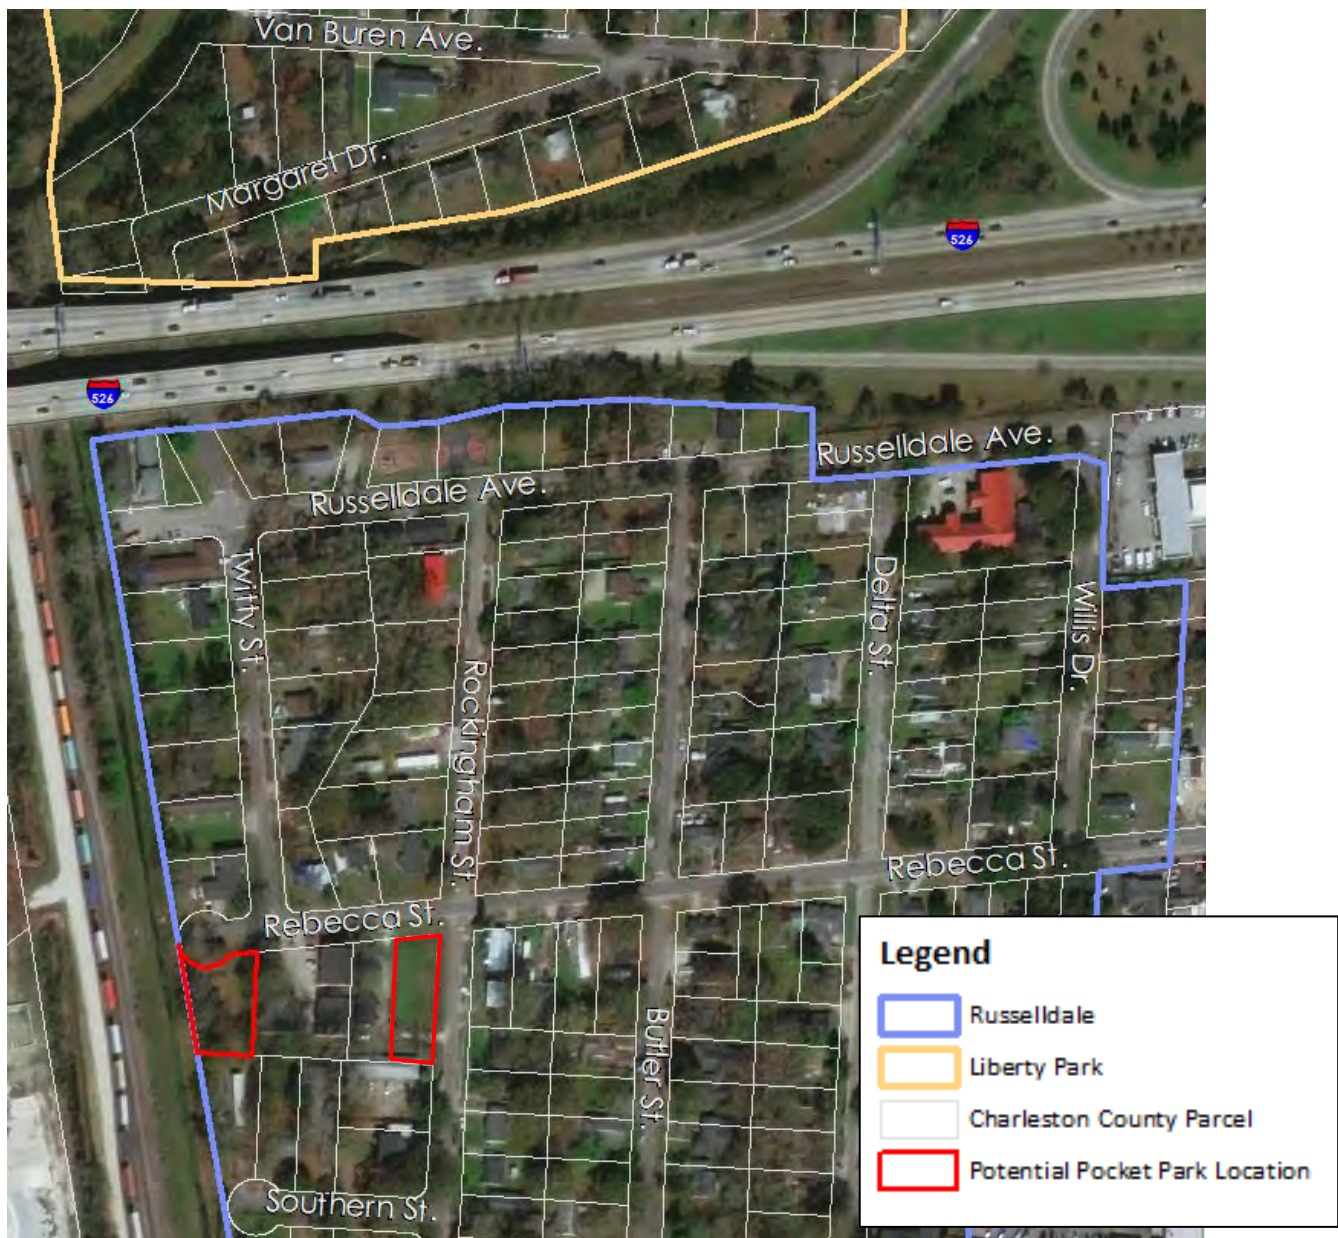 Van Buren Ave.
Margaret Dr.
526
526
Russelldale Ave.
Russelldale Ave.
Twitty St.
Rockingham St.
Delta St.
Willis Dr.
Rebecca St.
Rebecca St.
Butler St.
Southern St.
Legend
Russelldale
Liberty Park
Charleston County Parcel
Potential Pocket Park Location